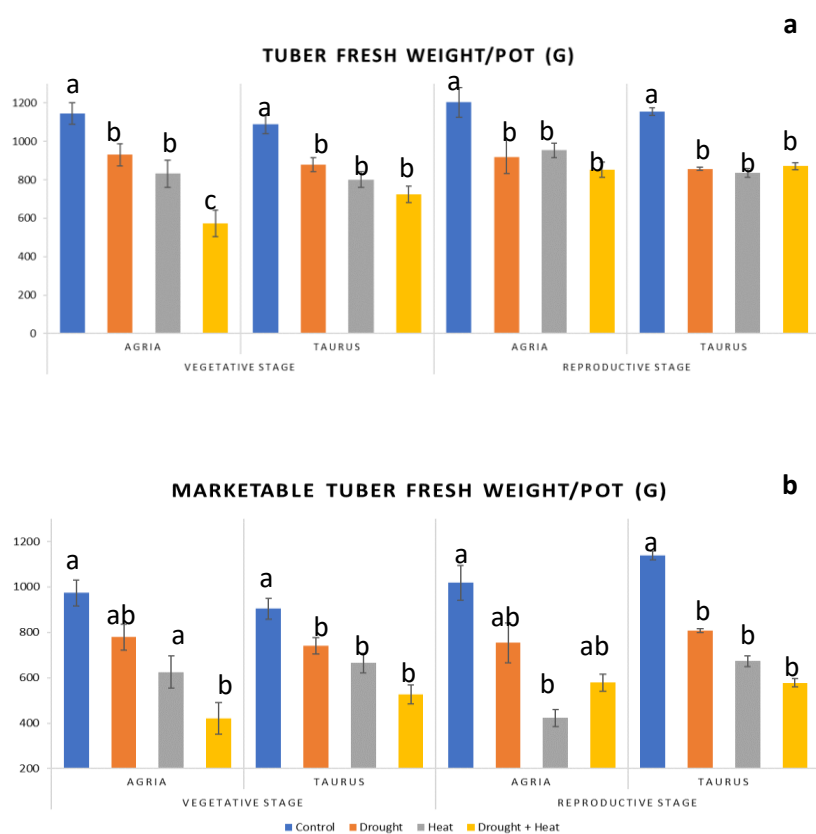 a
TUBER FRESH WEIGHT/POT (G)
a
a
a
a
1200
b
b
b
b
b
b
b
b
b
b
b
c
1000
800
600
400
200
0
AGRIA
TAURUS
AGRIA
TAURUS
VEGETATIVE STAGE
REPRODUCTIVE STAGE
b
MARKETABLE TUBER FRESH WEIGHT/POT (G)
1200
a
a
a
a
ab
a
b
b
b
b
ab
b
ab
b
b
b
1000
800
600
400
200
AGRIA
TAURUS
AGRIA
TAURUS
VEGETATIVE STAGE
REPRODUCTIVE STAGE
Control Drought Heat Drought + Heat